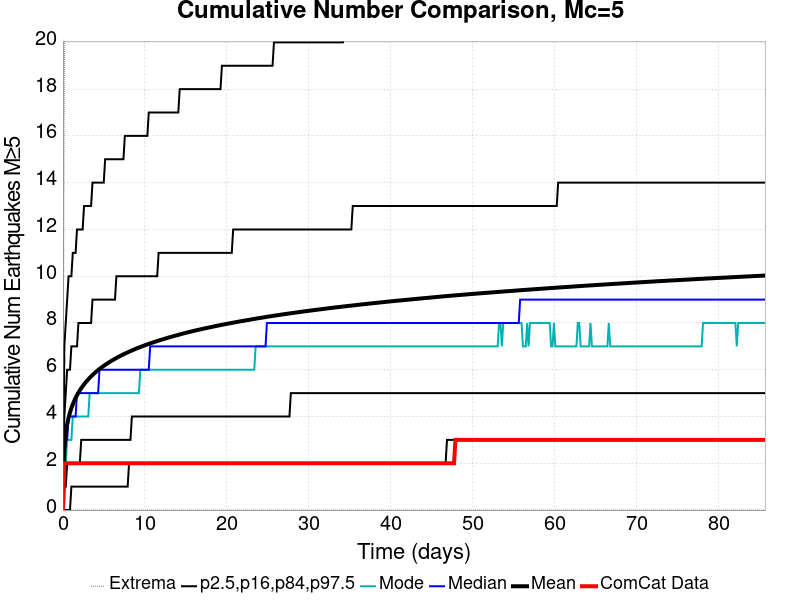 Cumulative Number Comparison, Mc=5
Cumulative Num Earthquakes M≥5
20
18
16
14
12
10
8
6
4
2
0
0 10 20 30 40 50 60 70 80
Time (days)
Extrema p2.5,p16,p84,p97.5 Mode Median Mean ComCat Data